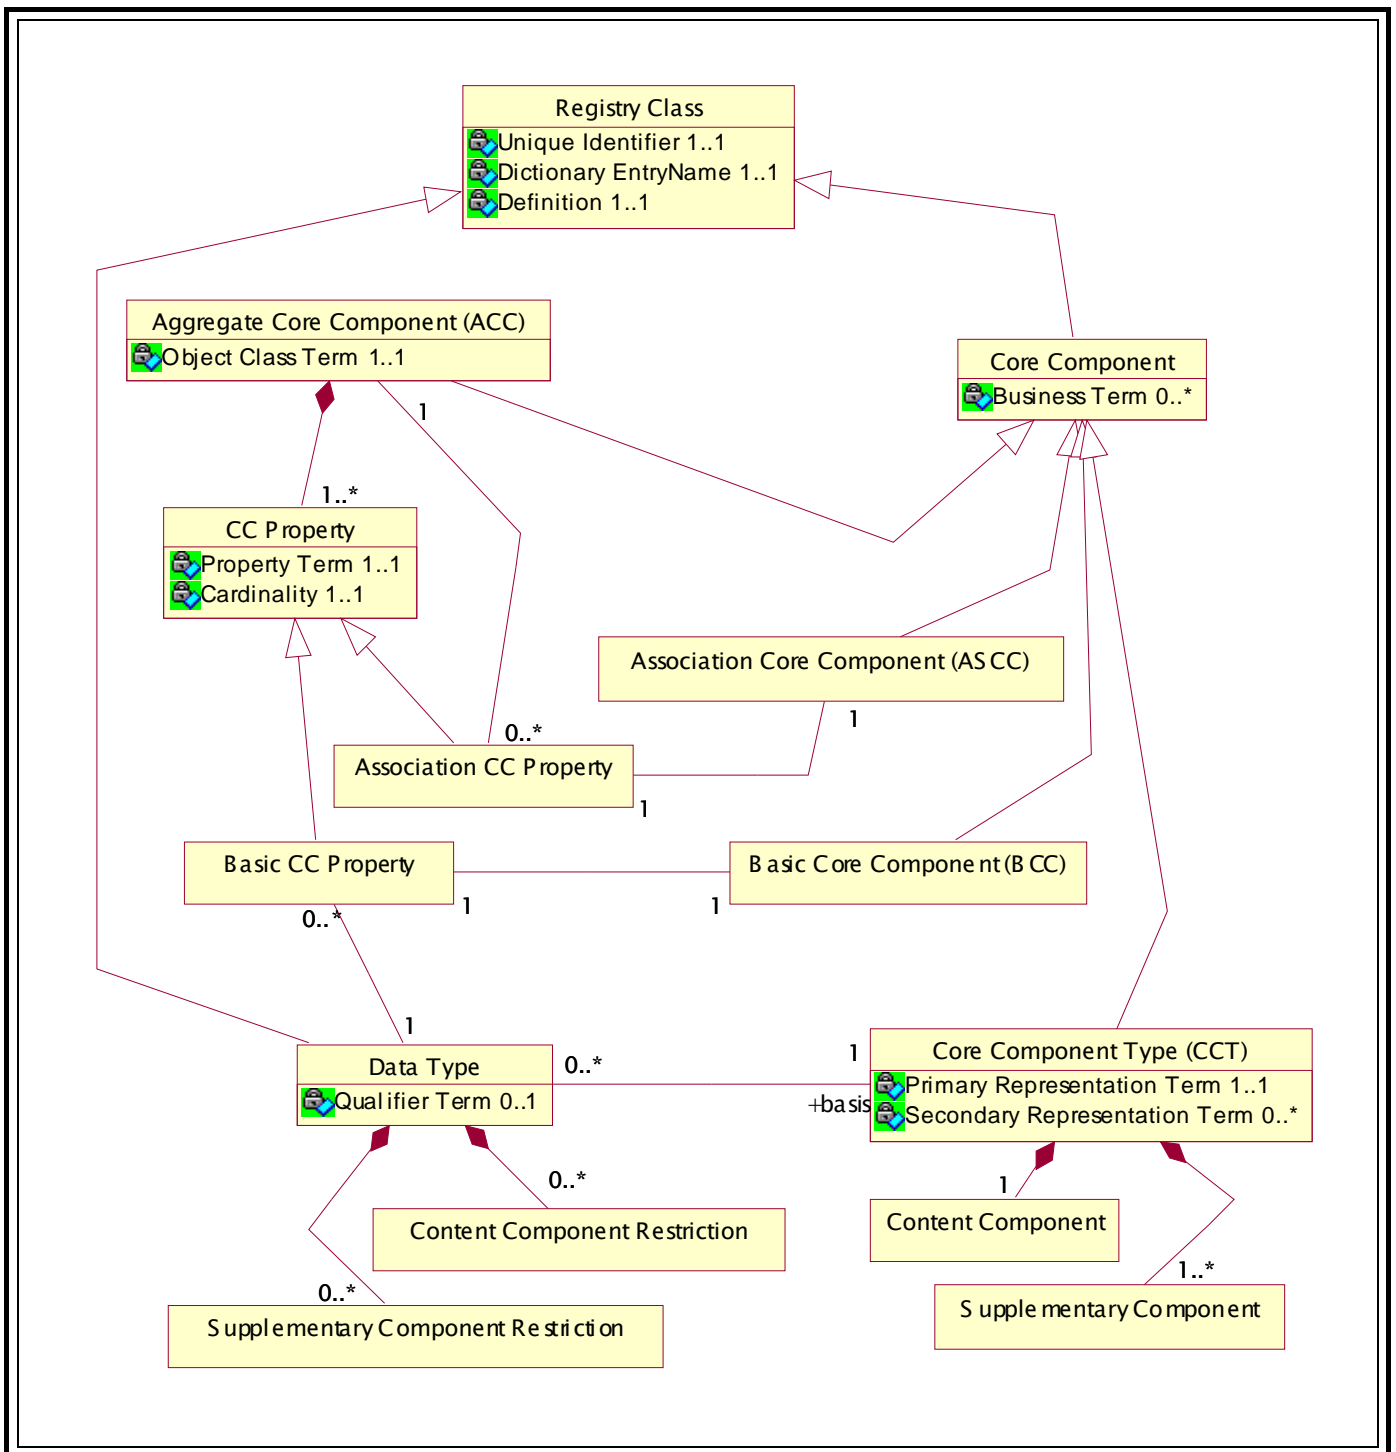 Registry Class
Unique Identifier 1..1
Dictionary EntryName 1..1
Definition 1..1
Aggregate Core Component (ACC)
Object Class Term 1..1
Core Component
Business Term 0..*
1
1..*
CC Property
Property Term 1..1
Cardinality 1..1
Association Core Component (ASCC)
1
0..*
Association CC Property
1
Basic CC Property
Basic Core Component (BCC)
0..*
1
1
1
Data Type
Qualifier Term 0..1
0..*
1
+basis
Core Component Type (CCT)
Primary Representation Term 1..1
Secondary Representation Term 0..*
0..*
Content Component Restriction
1
Content Component
0..*
Supplementary Component Restriction
1..*
Supplementary Component